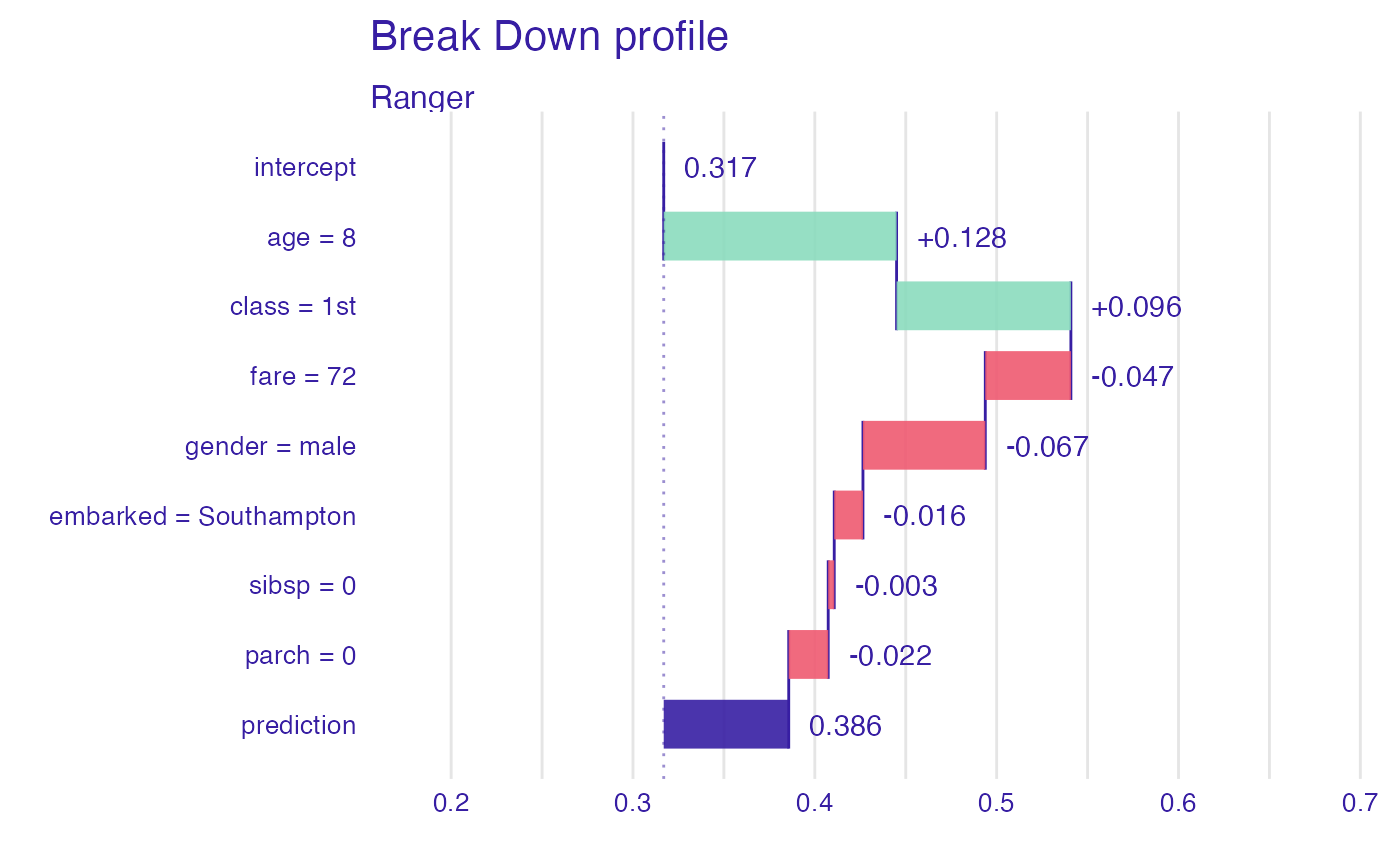 Break Down profile
Ranger
intercept 0.317
age = 8 +0.128
class = 1st +0.096
fare = 72 -0.047
gender = male -0.067
embarked = Southampton -0.016
sibsp = 0 -0.003
parch = 0 -0.022
prediction 0.386
0.2 0.3 0.4 0.5 0.6 0.7